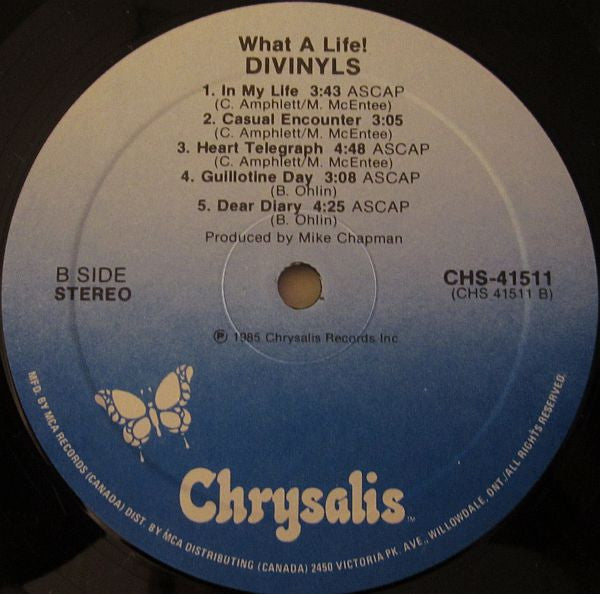 What A Life!
DIVINYLS
1. In My Life 3:43 ASCAP
(C. Amphlett/M. McEntee)
2. Casual Encounter 3:05
(C. Amphlett/M. McEntee)
3. Heart Telegraph 4:48 ASCAP
(C. Amphlett/M. McEntee)
4. Guillotine Day 3:08 ASCAP
(B. Ohlin)
5. Dear Diary 4:25 ASCAP
(B. Ohlin)
Produced by Mike Chapman
B SIDE
STEREO
CHS-41511
(CHS 41511 B)
℗ 1985 Chrysalis Records Inc
Chrysalis™
MFD. BY MCA RECORDS (CANADA) DIST. BY MCA DISTRIBUTING (CANADA) 2450 VICTORIA PK. AVE., WILLOWDALE, ONT./ALL RIGHTS RESERVED.